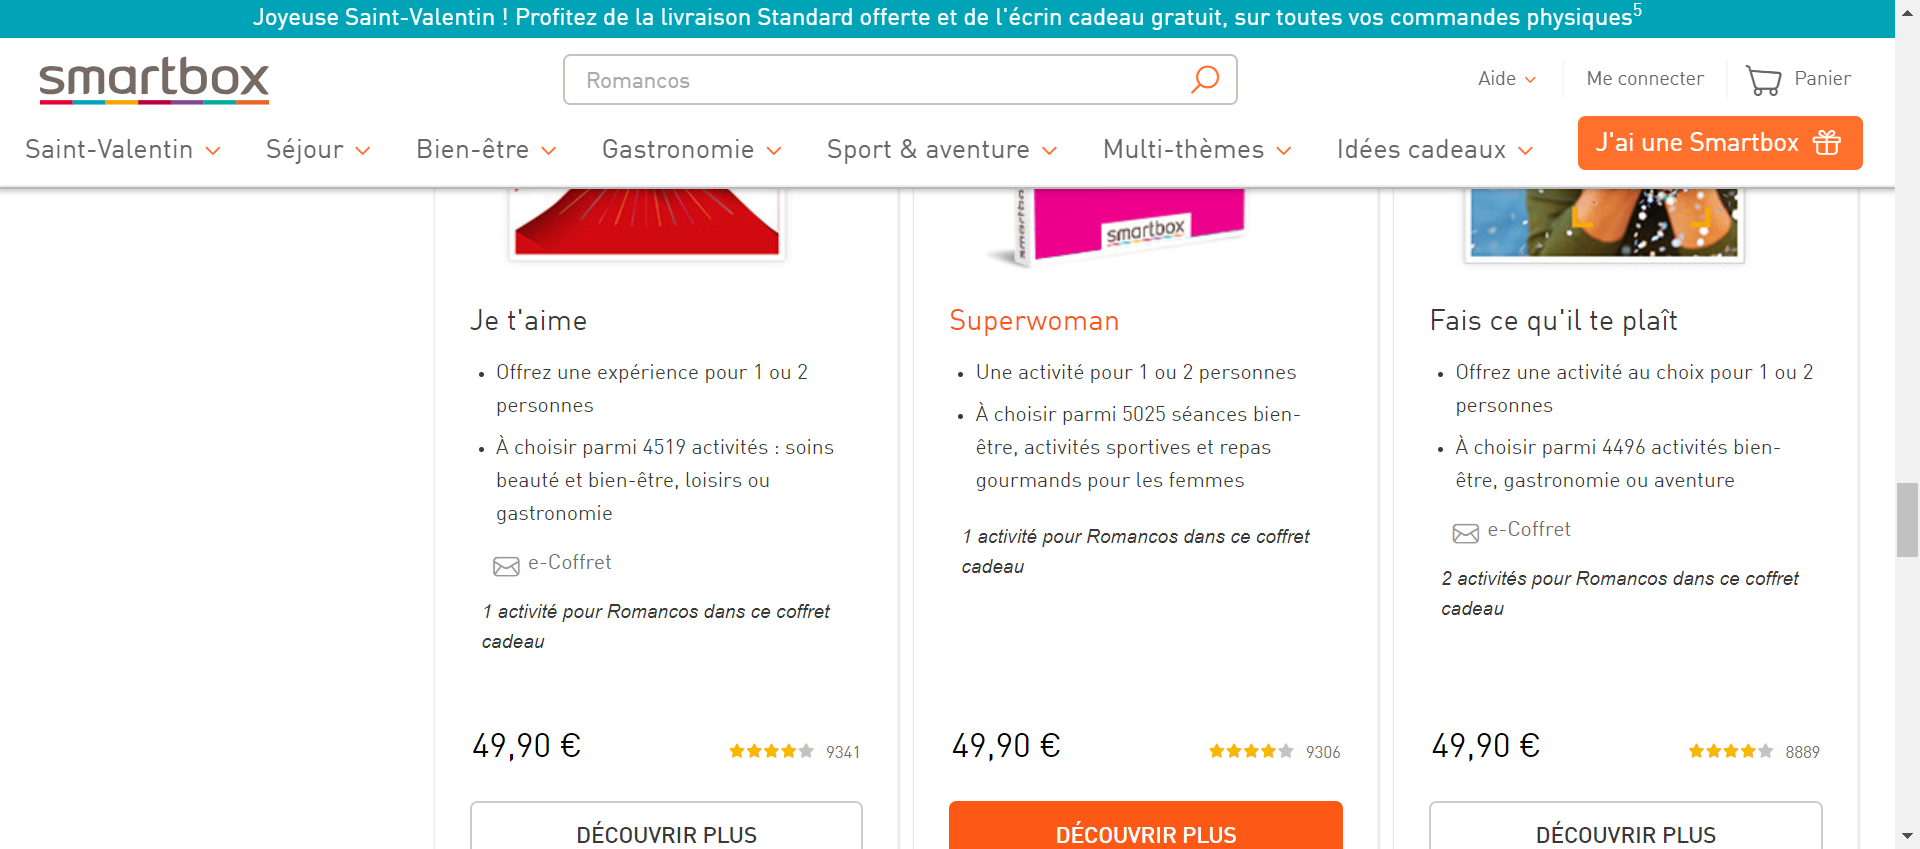 Joyeuse Saint-Valentin ! Profitez de la livraison Standard offerte et de l'écrin cadeau gratuit, sur toutes vos commandes physiques5
smartbox
Romancos
Aide
Me connecter
Panier
Saint-Valentin
Séjour
Bien-être
Gastronomie
Sport & aventure
Multi-thèmes
Idées cadeaux
J'ai une Smartbox
smartbox
smartbox
Je t'aime
• Offrez une expérience pour 1 ou 2
personnes
• À choisir parmi 4519 activités : soins
beauté et bien-être, loisirs ou
gastronomie
e-Coffret
1 activité pour Romancos dans ce coffret
cadeau
49,90 €
9341
DÉCOUVRIR PLUS
Superwoman
• Une activité pour 1 ou 2 personnes
• À choisir parmi 5025 séances bien-
être, activités sportives et repas
gourmands pour les femmes
1 activité pour Romancos dans ce coffret
cadeau
49,90 €
9306
DÉCOUVRIR PLUS
Fais ce qu'il te plaît
• Offrez une activité au choix pour 1 ou 2
personnes
• À choisir parmi 4496 activités bien-
être, gastronomie ou aventure
e-Coffret
2 activités pour Romancos dans ce coffret
cadeau
49,90 €
8889
DÉCOUVRIR PLUS